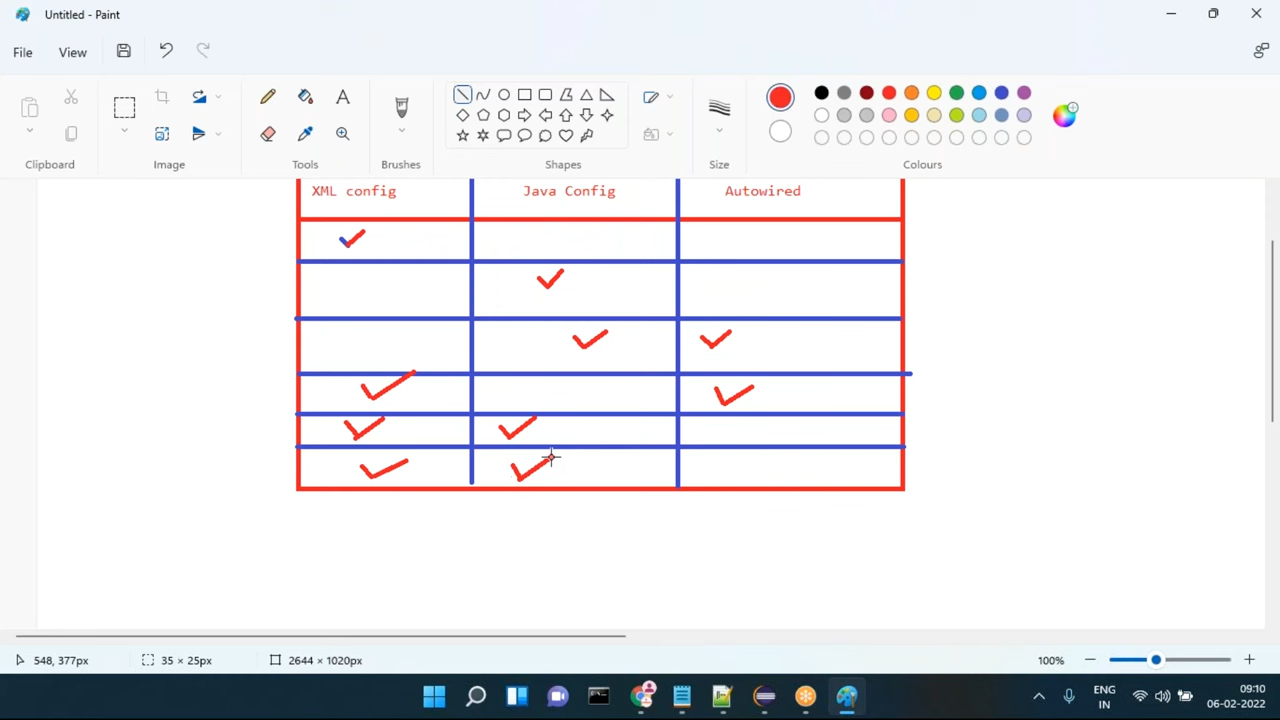 Untitled - Paint
File View
Clipboard
Image
Tools
Brushes
Shapes
Size
Colours
XML config
Java Config
Autowired
548, 377px
35 × 25px
2644 × 1020px
100%
ENG
IN
09:10
06-02-2022